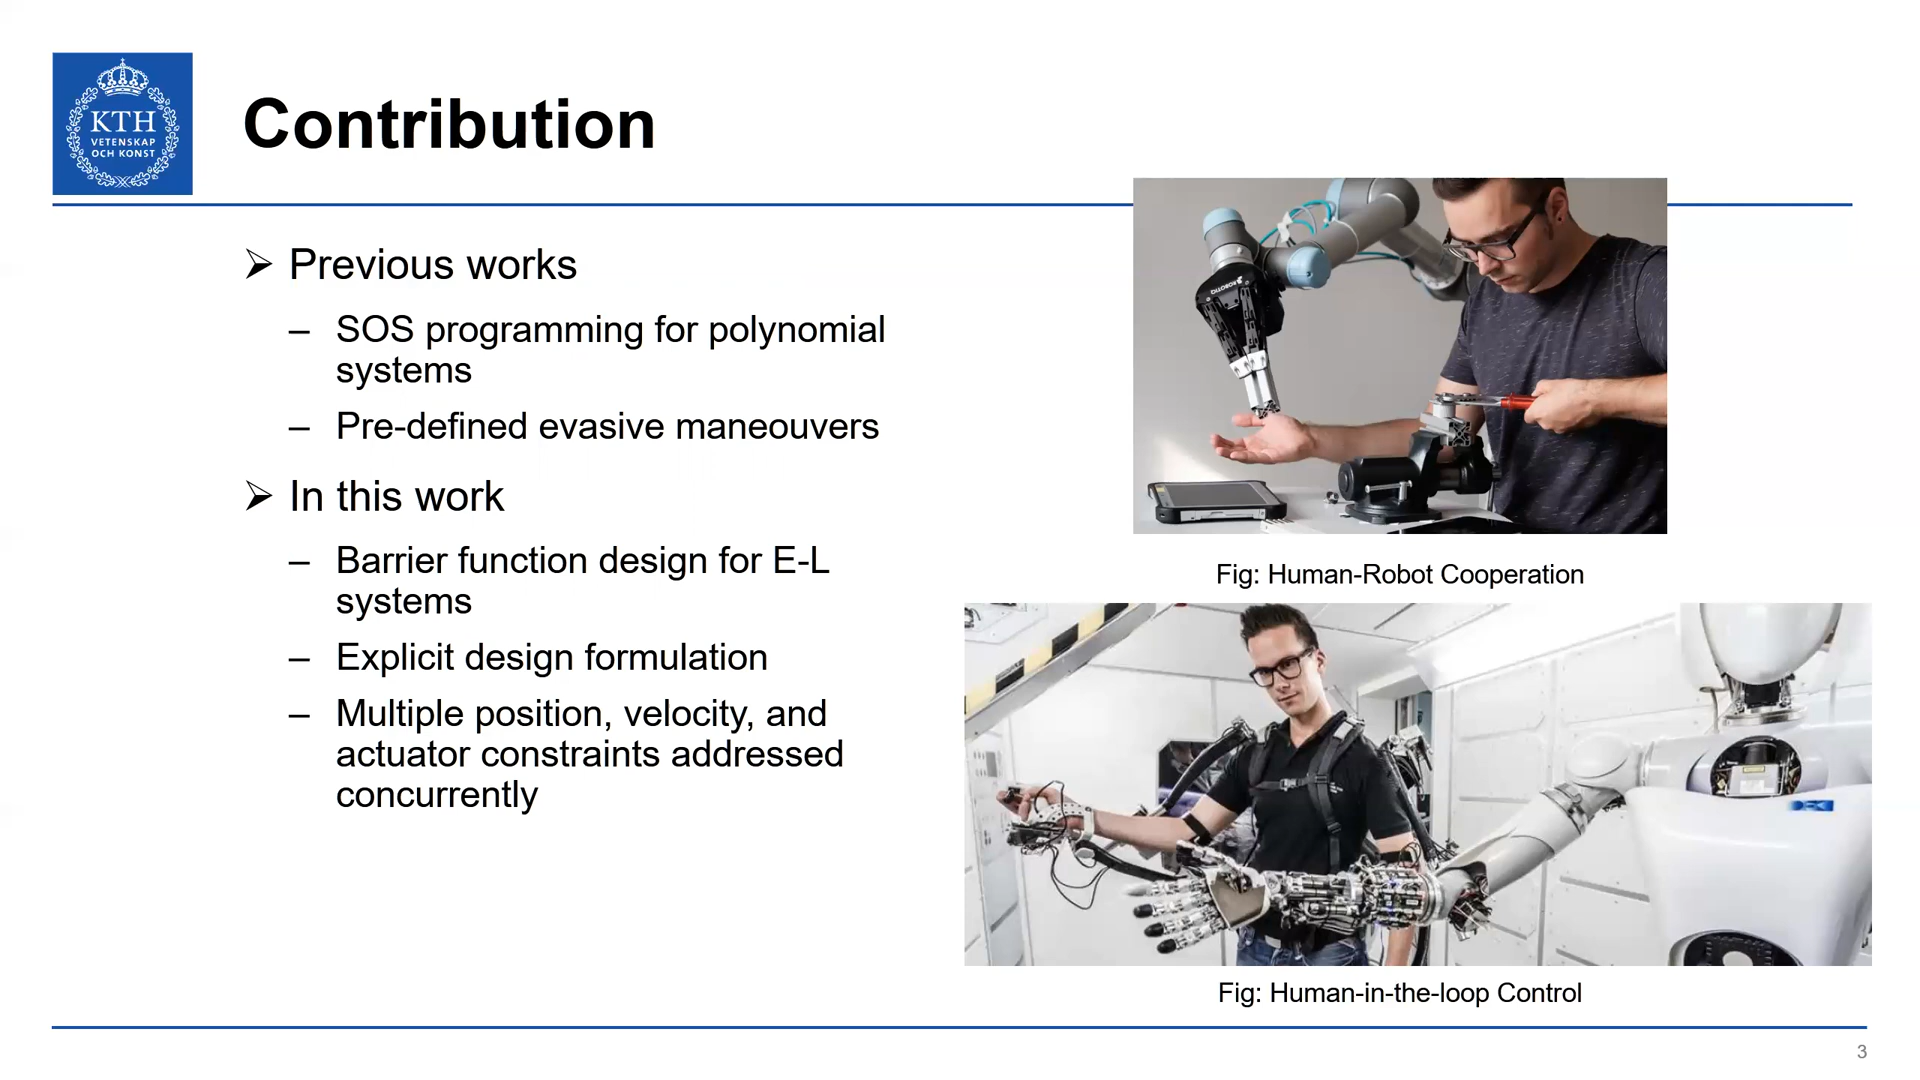 KTH
VETENSKAP
OCH KONST
Contribution
➢ Previous works
– SOS programming for polynomial
systems
– Pre-defined evasive maneouvers
➢ In this work
– Barrier function design for E-L
systems
– Explicit design formulation
– Multiple position, velocity, and
actuator constraints addressed
concurrently
ROBOTIQ
Fig: Human-Robot Cooperation
Fig: Human-in-the-loop Control
3